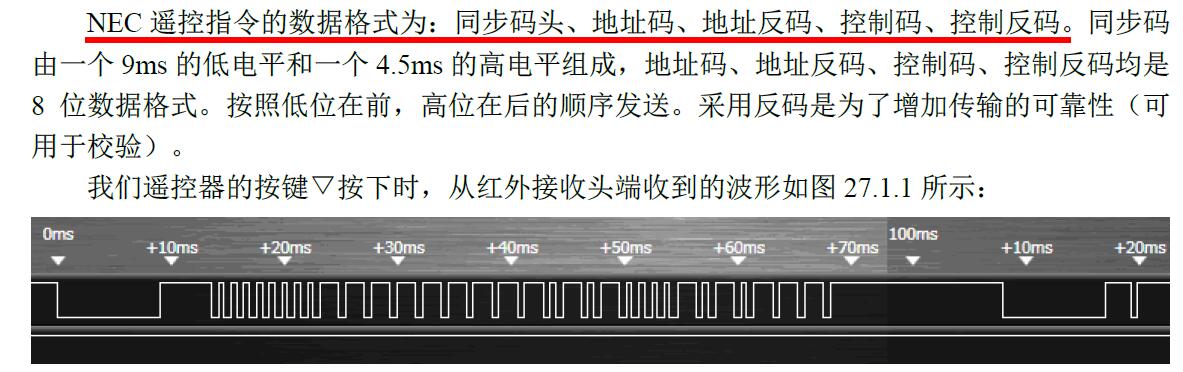 NEC 遥控指令的数据格式为：同步码头、地址码、地址反码、控制码、控制反码。同步码
由一个 9ms 的低电平和一个 4.5ms 的高电平组成，地址码、地址反码、控制码、控制反码均是
8 位数据格式。按照低位在前，高位在后的顺序发送。采用反码是为了增加传输的可靠性（可
用于校验）。
我们遥控器的按键▽按下时，从红外接收头端收到的波形如图 27.1.1 所示：
0ms +10ms +20ms +30ms +40ms +50ms +60ms +70ms 100ms +10ms +20ms